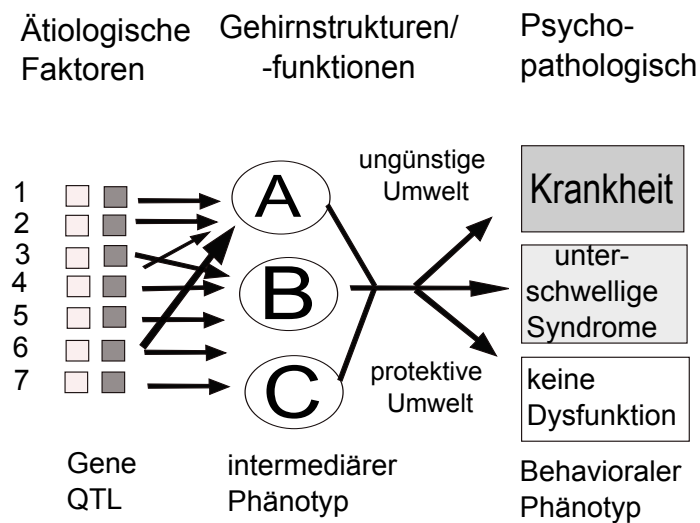 Ätiologische
Faktoren
Gehirnstrukturen/
-funktionen
Psycho-
pathologisch
1
2
3
4
5
6
7
A
B
C
ungünstige
Umwelt
protektive
Umwelt
Krankheit
unter-
schwellige
Syndrome
keine
Dysfunktion
Gene
QTL
intermediärer
Phänotyp
Behavioraler
Phänotyp